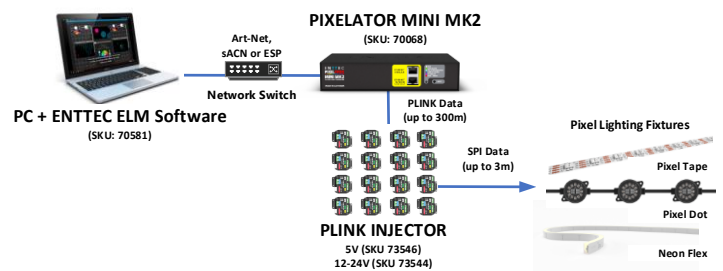 Art-Net,
sACN or ESP
PIXELATOR MINI MK2
(SKU: 70068)
Network Switch
PC + ENTTEC ELM Software
(SKU: 70581)
PLINK Data
(up to 300m)
Pixel Lighting Fixtures
SPI Data
(up to 3m)
Pixel Tape
Pixel Dot
PLINK INJECTOR
5V (SKU 73546)
12-24V (SKU 73544)
Neon Flex